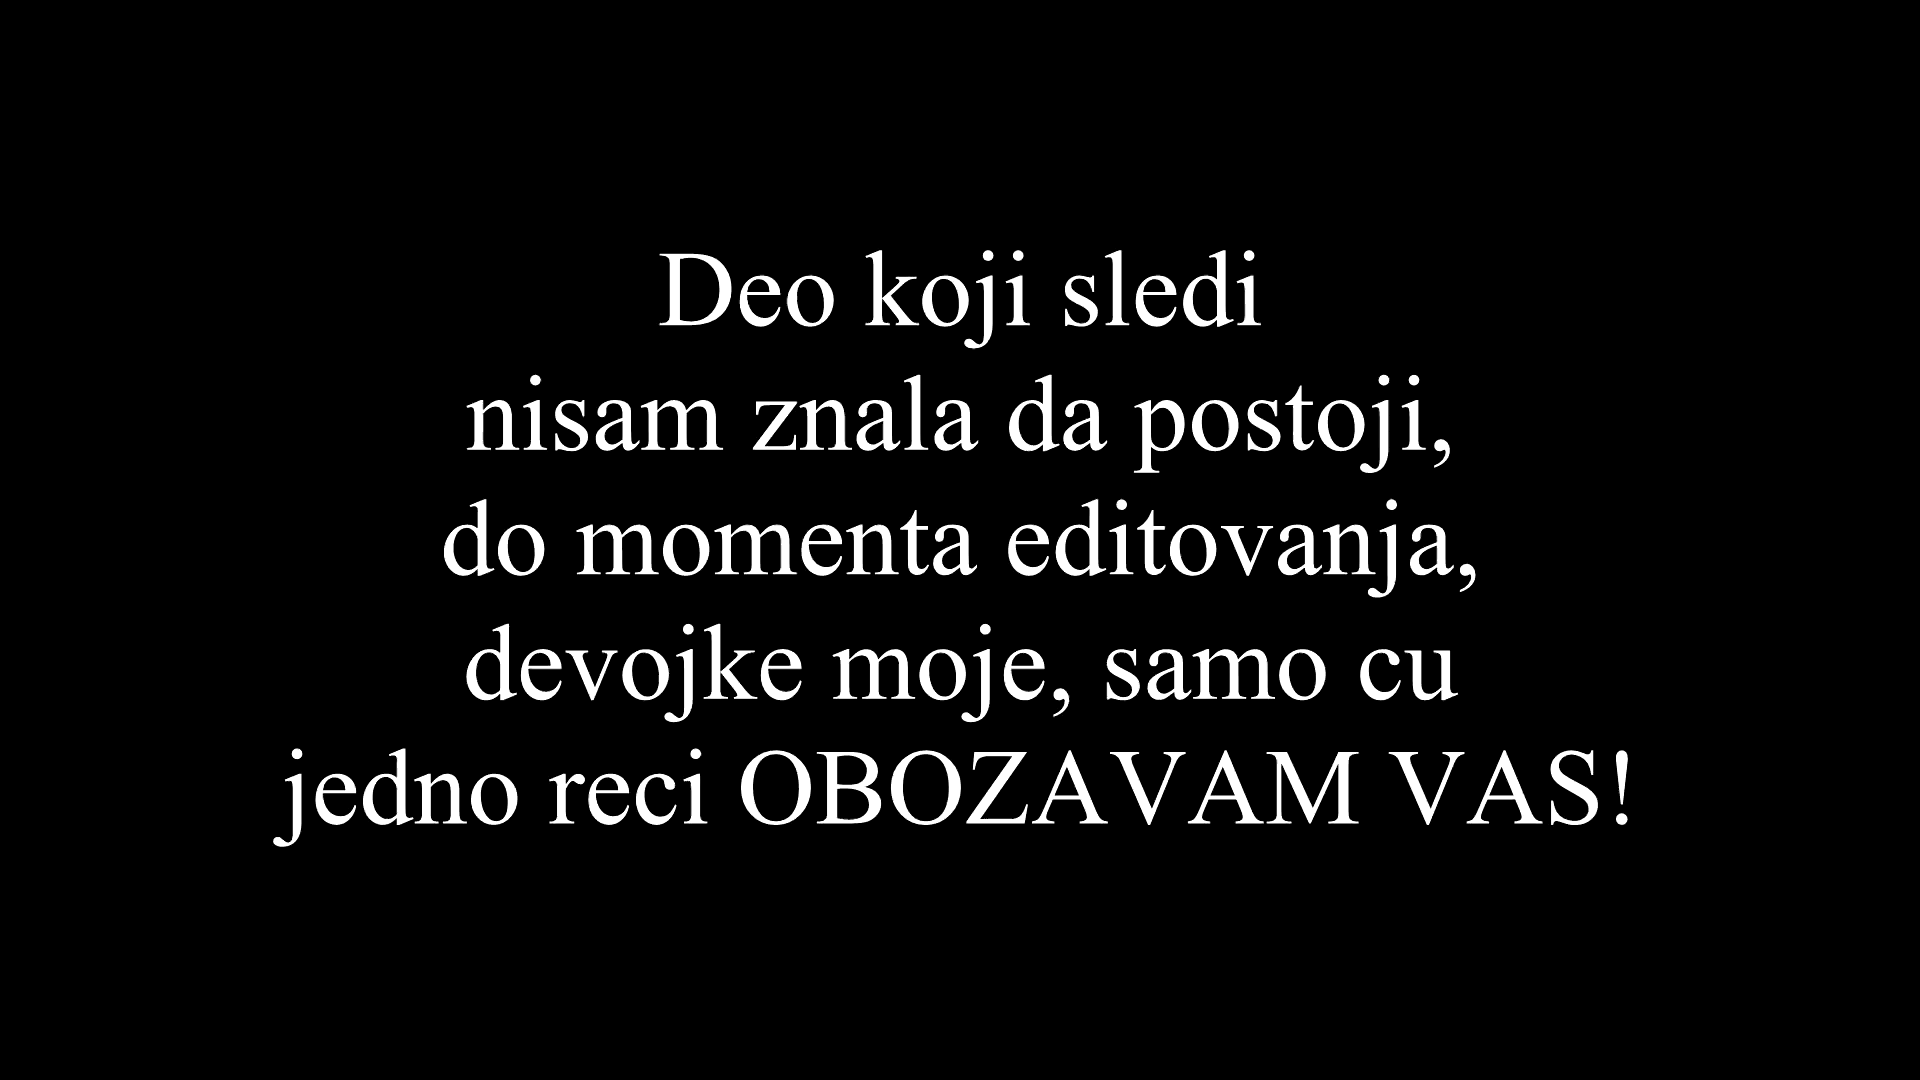 Deo koji sledi
nisam znala da postoji,
do momenta editovanja,
devojke moje, samo cu
jedno reci OBOZAVAM VAS!